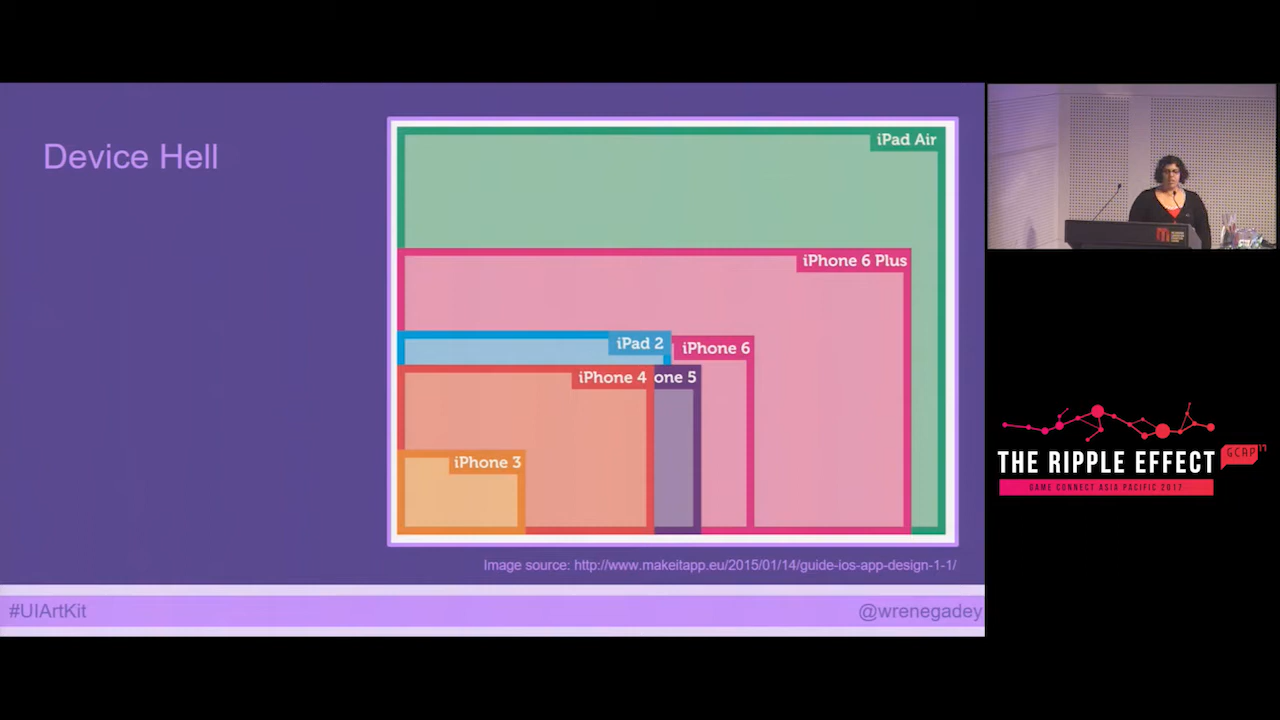 Device Hell
iPad Air
iPhone 6 Plus
iPad 2
iPhone 6
iPhone 4
one 5
iPhone 3
Image source: http://www.makeitapp.eu/2015/01/14/guide-ios-app-design-1-1/
#UIArtKit
@wrenegadey
THE RIPPLE EFFECT
GCAP 17
GAME CONNECT ASIA PACIFIC 2017